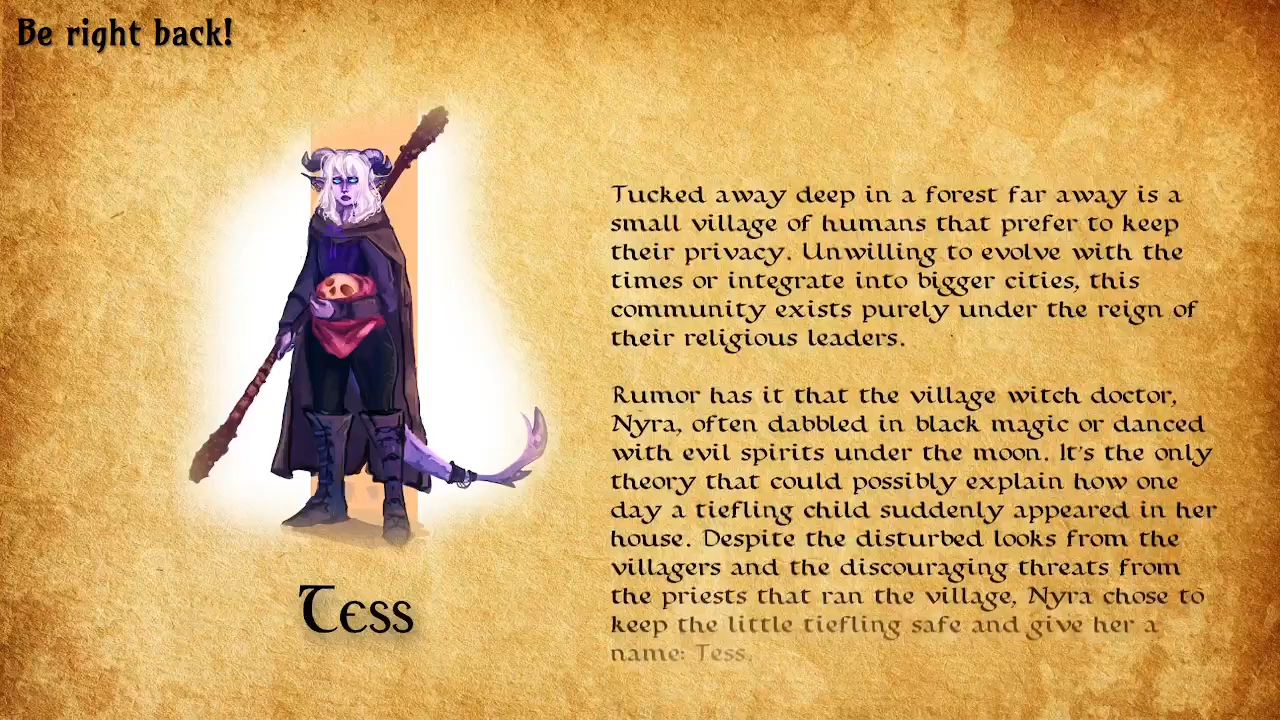 Be right back!
Tess
Tucked away deep in a forest far away is a
small village of humans that prefer to keep
their privacy. Unwilling to evolve with the
times or integrate into bigger cities, this
community exists purely under the reign of
their religious leaders.
Rumor has it that the village witch doctor,
Nyra, often dabbled in black magic or danced
with evil spirits under the moon. It's the only
theory that could possibly explain how one
day a tiefling child suddenly appeared in her
house. Despite the disturbed looks from the
villagers and the discouraging threats from
the priests that ran the village, Nyra chose to
keep the little tiefling safe and give her a
name: Tess.